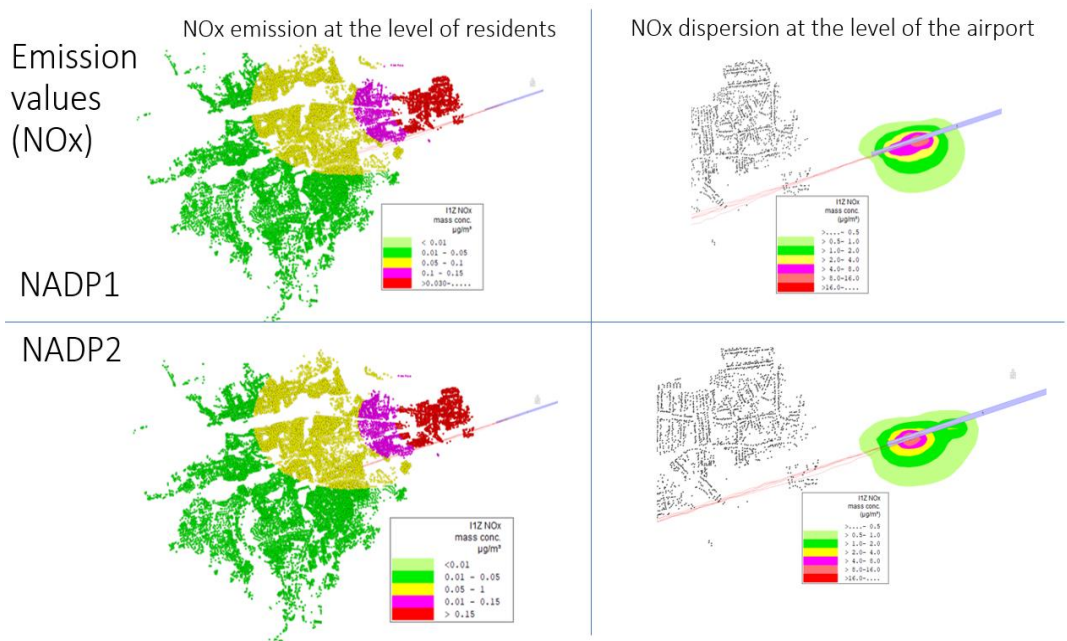 NOx emission at the level of residents
NOx dispersion at the level of the airport
Emission
values
(NOx)
NADP1
I1Z NOx
mass conc.
µg/m³
< 0.01
0.01 - 0.05
0.05 - 0.1
0.1 - 0.15
>0.030-.....
I1Z NOx
mass conc.
(µg/m³)
>....- 0.5
> 0.5- 1.0
> 1.0- 2.0
> 2.0- 4.0
> 4.0- 8.0
> 8.0-16.0
>16.0-....
NADP2
I1Z NOx
mass conc.
µg/m³
<0.01
0.01 - 0.05
0.05 - 1
0.01 - 0.15
> 0.15
I1Z NOx
mass conc.
(µg/m³)
>....- 0.5
> 0.5- 1.0
> 1.0- 2.0
> 2.0- 4.0
> 4.0- 8.0
> 8.0-16.0
>16.0-....